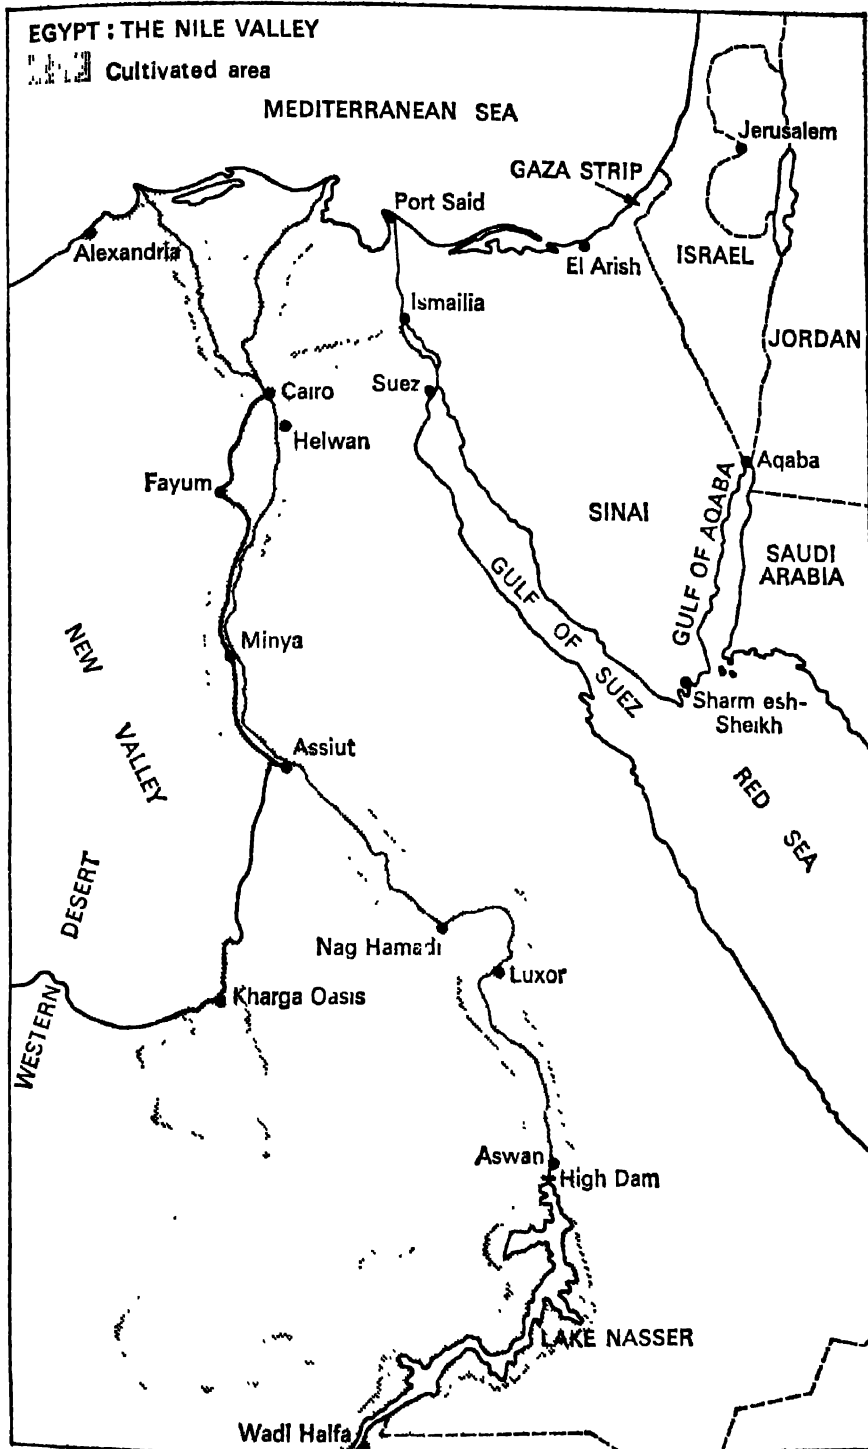 EGYPT : THE NILE VALLEY
Cultivated area
MEDITERRANEAN SEA
Jerusalem
GAZA STRIP
Port Said
Alexandria
El Arish
ISRAEL
Ismailia
JORDAN
Cairo
Suez
Helwan
Aqaba
Fayum
SINAI
GULF OF AQABA
SAUDI
ARABIA
GULF OF SUEZ
NEW VALLEY
Minya
Sharm esh-
Sheikh
Assiut
RED SEA
WESTERN DESERT
Nag Hamadi
Luxor
Kharga Oasis
Aswan
High Dam
LAKE NASSER
Wadi Halfa